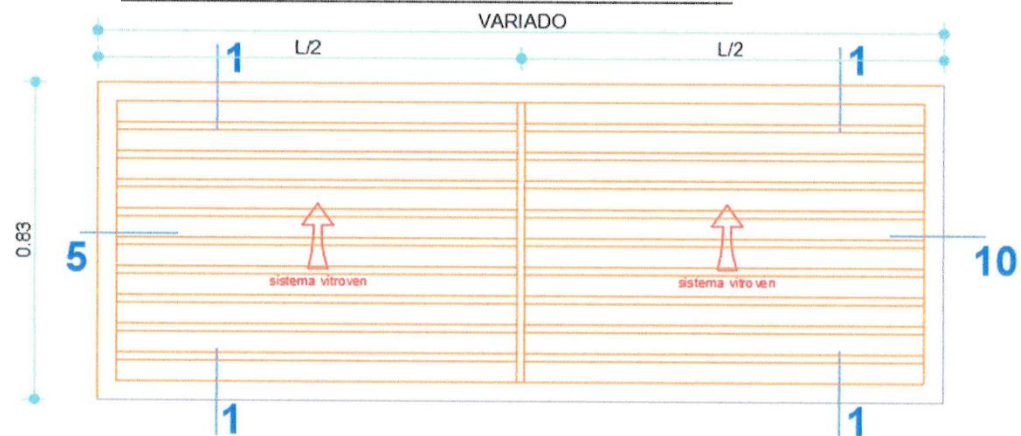 VARIADO
L/2 L/2
1 1
0.83
5 10
sistema vitroven sistema vitroven
1 1